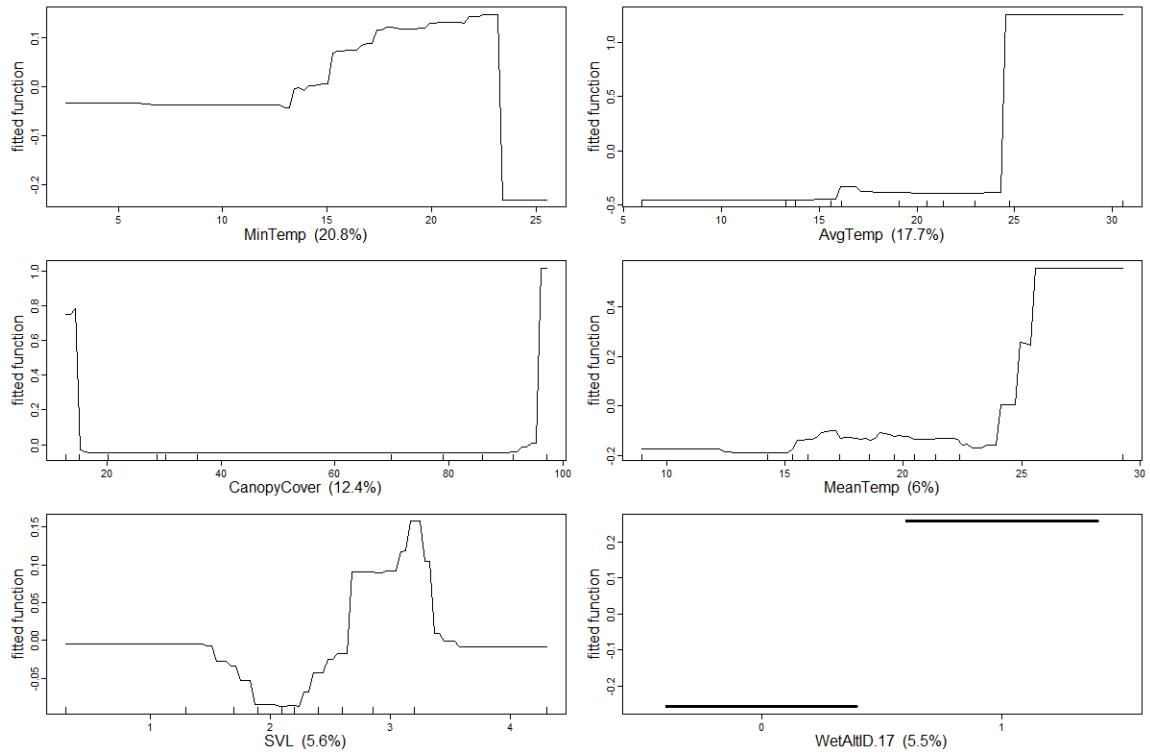 fitted function
-0.2 -0.1 0.0 0.1
5 10 15 20 25
MinTemp (20.8%)
fitted function
-0.5 0.0 0.5 1.0
5 10 15 20 25 30
AvgTemp (17.7%)
fitted function
0.0 0.2 0.4 0.6 0.8 1.0
20 40 60 80 100
CanopyCover (12.4%)
fitted function
-0.2 0.0 0.2 0.4
10 15 20 25 30
MeanTemp (6%)
fitted function
-0.05 0.00 0.05 0.10 0.15
1 2 3 4
SVL (5.6%)
fitted function
-0.2 -0.1 0.0 0.1 0.2
0 1
WetAltID.17 (5.5%)